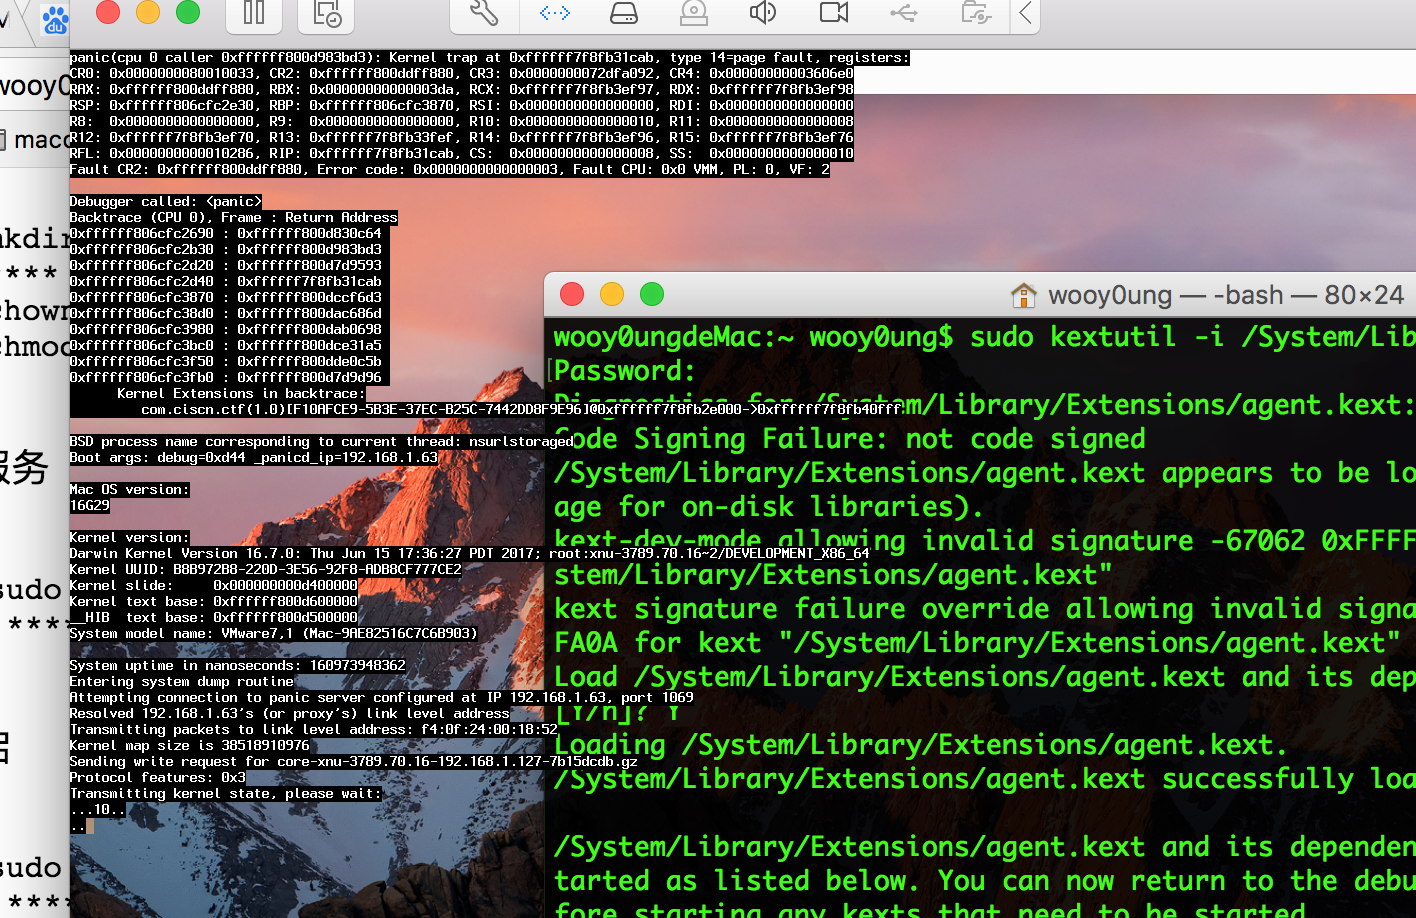 panic(cpu 0 caller 0xffffff800d983bd3): Kernel trap at 0xffffff7f8fb31cab, type 14=page fault, registers:
CR0: 0x0000000080010033, CR2: 0xffffff800ddff880, CR3: 0x0000000072dfa092, CR4: 0x00000000003606e0
RAX: 0xffffff800ddff880, RBX: 0x00000000000003da, RCX: 0xffffff7f8fb3ef97, RDX: 0xffffff7f8fb3ef98
RSP: 0xffffff806cfc2e30, RBP: 0xffffff806cfc3870, RSI: 0x0000000000000000, RDI: 0x0000000000000000
R8:  0x0000000000000000, R9:  0x0000000000000000, R10: 0x0000000000000010, R11: 0x0000000000000008
R12: 0xffffff7f8fb3ef70, R13: 0xffffff7f8fb33fef, R14: 0xffffff7f8fb3ef96, R15: 0xffffff7f8fb3ef76
RFL: 0x0000000000010286, RIP: 0xffffff7f8fb31cab, CS:  0x0000000000000008, SS:  0x0000000000000010
Fault CR2: 0xffffff800ddff880, Error code: 0x0000000000000003, Fault CPU: 0x0 VMM, PL: 0, VF: 2
Debugger called: <panic>
Backtrace (CPU 0), Frame : Return Address
0xffffff806cfc2690 : 0xffffff800d830c64
0xffffff806cfc2b30 : 0xffffff800d983bd3
0xffffff806cfc2d20 : 0xffffff800d7d9593
0xffffff806cfc2d40 : 0xffffff7f8fb31cab
0xffffff806cfc3870 : 0xffffff800dccf6d3
0xffffff806cfc38d0 : 0xffffff800dac686d
0xffffff806cfc3980 : 0xffffff800dab0698
0xffffff806cfc3bc0 : 0xffffff800dce31a5
0xffffff806cfc3f50 : 0xffffff800dde0c5b
0xffffff806cfc3fb0 : 0xffffff800d7d9d96
Kernel Extensions in backtrace:
com.ciscn.ctf(1.0)[F10AFCE9-5B3E-37EC-B25C-7442DD8F9E96]@0xffffff7f8fb2e000->0xffffff7f8fb40fff
BSD process name corresponding to current thread: nsurlstoraged
Boot args: debug=0xd44 _panicd_ip=192.168.1.63
Mac OS version:
16G29
Kernel version:
Darwin Kernel Version 16.7.0: Thu Jun 15 17:36:27 PDT 2017; root:xnu-3789.70.16~2/DEVELOPMENT_X86_64
Kernel UUID: B8B972B8-220D-3E56-92F8-ADB8CF777CE2
Kernel slide:     0x000000000d400000
Kernel text base: 0xffffff800d600000
__HIB  text base: 0xffffff800d500000
System model name: VMware7,1 (Mac-9AE82516C7C6B903)
System uptime in nanoseconds: 160973948362
Entering system dump routine
Attempting connection to panic server configured at IP 192.168.1.63, port 1069
Resolved 192.168.1.63's (or proxy's) link level address
Transmitting packets to link level address: f4:0f:24:00:18:52
Kernel map size is 38518910976
Sending write request for core-xnu-3789.70.16-192.168.1.127-7b15dcdb.gz
Protocol features: 0x3
Transmitting kernel state, please wait:
...10..
..
wooy0ung — -bash — 80×24
wooy0ungdeMac:~ wooy0ung$ sudo kextutil -i /System/Lib
Password:
/System/Library/Extensions/agent.kext:
Code Signing Failure: not code signed
/System/Library/Extensions/agent.kext appears to be lo
age for on-disk libraries).
kext-dev-mode allowing invalid signature -67062 0xFFFF
stem/Library/Extensions/agent.kext"
kext signature failure override allowing invalid signa
FA0A for kext "/System/Library/Extensions/agent.kext"
Load /System/Library/Extensions/agent.kext and its dep
[Y/n]? Y
Loading /System/Library/Extensions/agent.kext.
/System/Library/Extensions/agent.kext successfully loa
/System/Library/Extensions/agent.kext and its dependen
tarted as listed below. You can now return to the debu
fore starting any kexts that need to be started.
du
wooy0
maco
mkdir
****
chown
chmod
服务
sudo
****
sudo
****